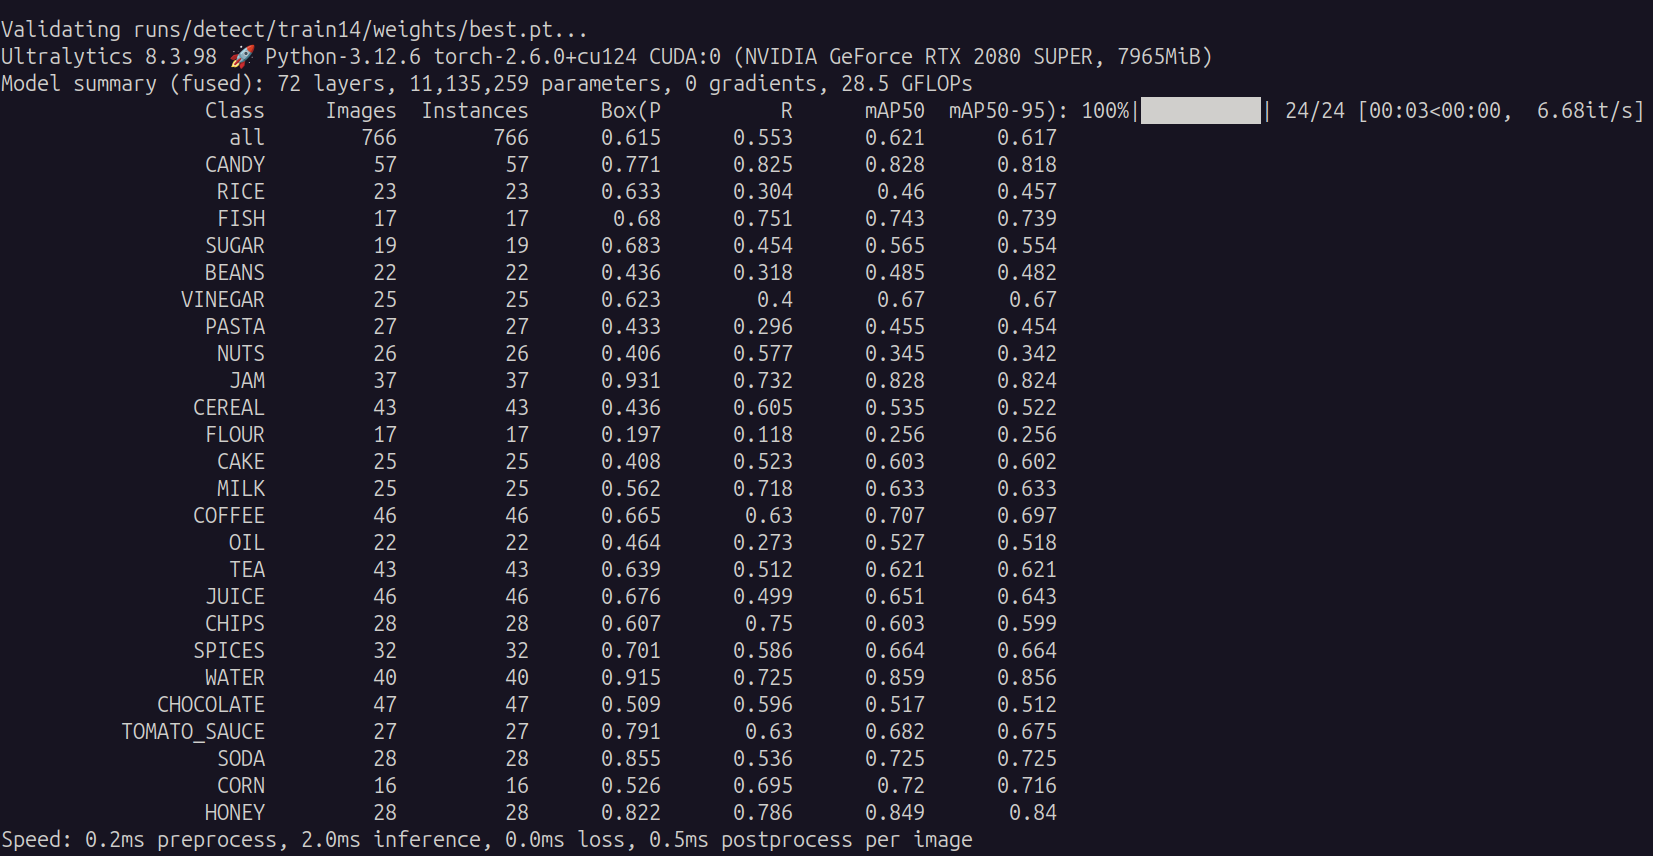 Validating runs/detect/train14/weights/best.pt...
Ultralytics 8.3.98 🚀 Python-3.12.6 torch-2.6.0+cu124 CUDA:0 (NVIDIA GeForce RTX 2080 SUPER, 7965MiB)
Model summary (fused): 72 layers, 11,135,259 parameters, 0 gradients, 28.5 GFLOPs
Class Images Instances Box(P R mAP50 mAP50-95): 100%|██████████| 24/24 [00:03<00:00, 6.68it/s]
all 766 766 0.615 0.553 0.621 0.617
CANDY 57 57 0.771 0.825 0.828 0.818
RICE 23 23 0.633 0.304 0.46 0.457
FISH 17 17 0.68 0.751 0.743 0.739
SUGAR 19 19 0.683 0.454 0.565 0.554
BEANS 22 22 0.436 0.318 0.485 0.482
VINEGAR 25 25 0.623 0.4 0.67 0.67
PASTA 27 27 0.433 0.296 0.455 0.454
NUTS 26 26 0.406 0.577 0.345 0.342
JAM 37 37 0.931 0.732 0.828 0.824
CEREAL 43 43 0.436 0.605 0.535 0.522
FLOUR 17 17 0.197 0.118 0.256 0.256
CAKE 25 25 0.408 0.523 0.603 0.602
MILK 25 25 0.562 0.718 0.633 0.633
COFFEE 46 46 0.665 0.63 0.707 0.697
OIL 22 22 0.464 0.273 0.527 0.518
TEA 43 43 0.639 0.512 0.621 0.621
JUICE 46 46 0.676 0.499 0.651 0.643
CHIPS 28 28 0.607 0.75 0.603 0.599
SPICES 32 32 0.701 0.586 0.664 0.664
WATER 40 40 0.915 0.725 0.859 0.856
CHOCOLATE 47 47 0.509 0.596 0.517 0.512
TOMATO_SAUCE 27 27 0.791 0.63 0.682 0.675
SODA 28 28 0.855 0.536 0.725 0.725
CORN 16 16 0.526 0.695 0.72 0.716
HONEY 28 28 0.822 0.786 0.849 0.84
Speed: 0.2ms preprocess, 2.0ms inference, 0.0ms loss, 0.5ms postprocess per image